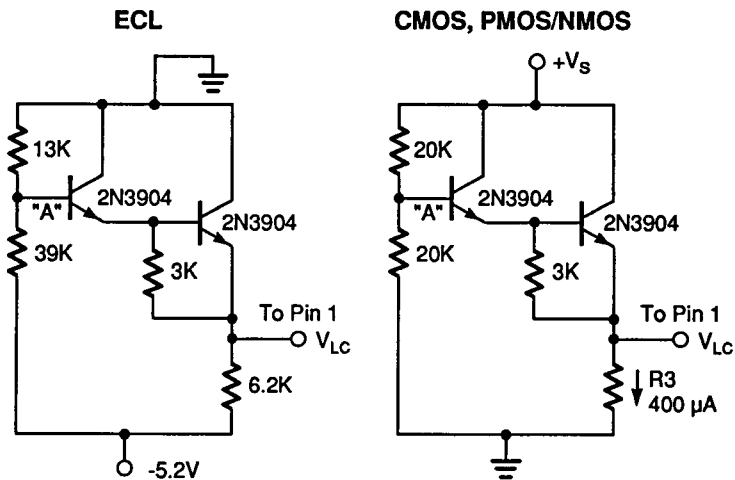 ECL
13K
"A"
2N3904
2N3904
39K
3K
To Pin 1
VLC
6.2K
-5.2V
CMOS, PMOS/NMOS
+VS
20K
"A"
2N3904
2N3904
20K
3K
To Pin 1
VLC
R3
400 µA